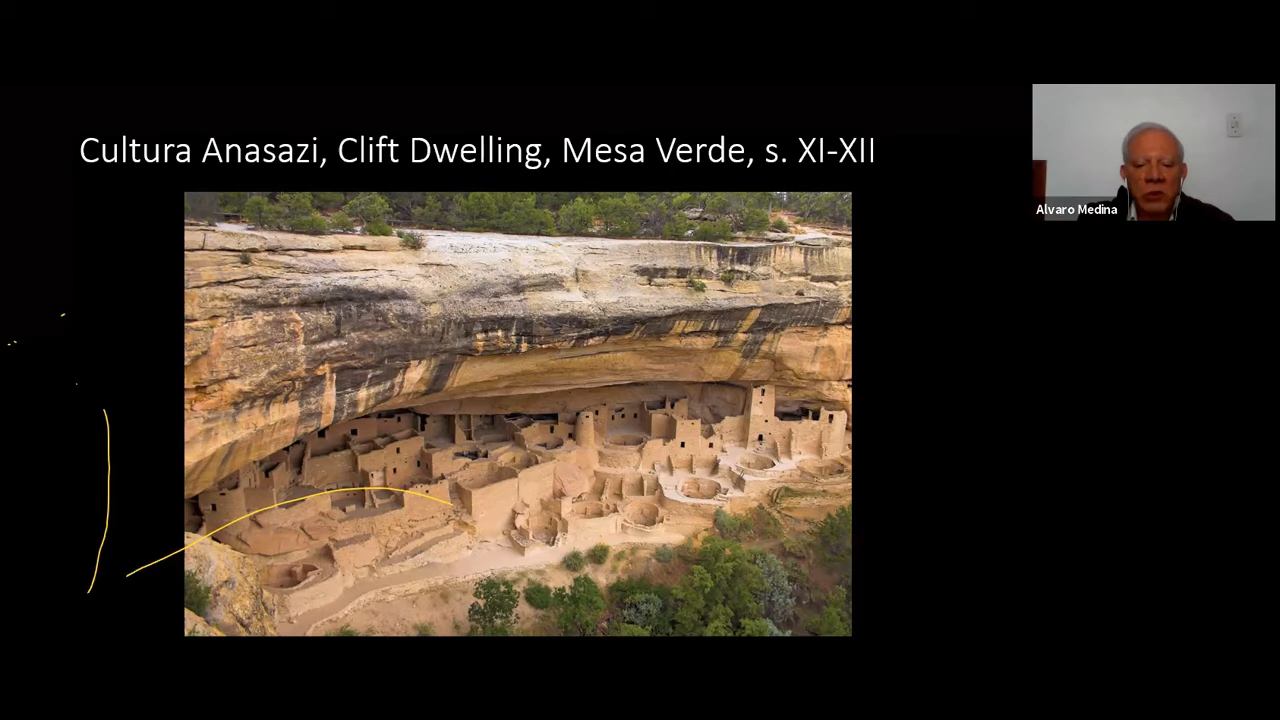 Cultura Anasazi, Clift Dwelling, Mesa Verde, s. XI-XII
Alvaro Medina